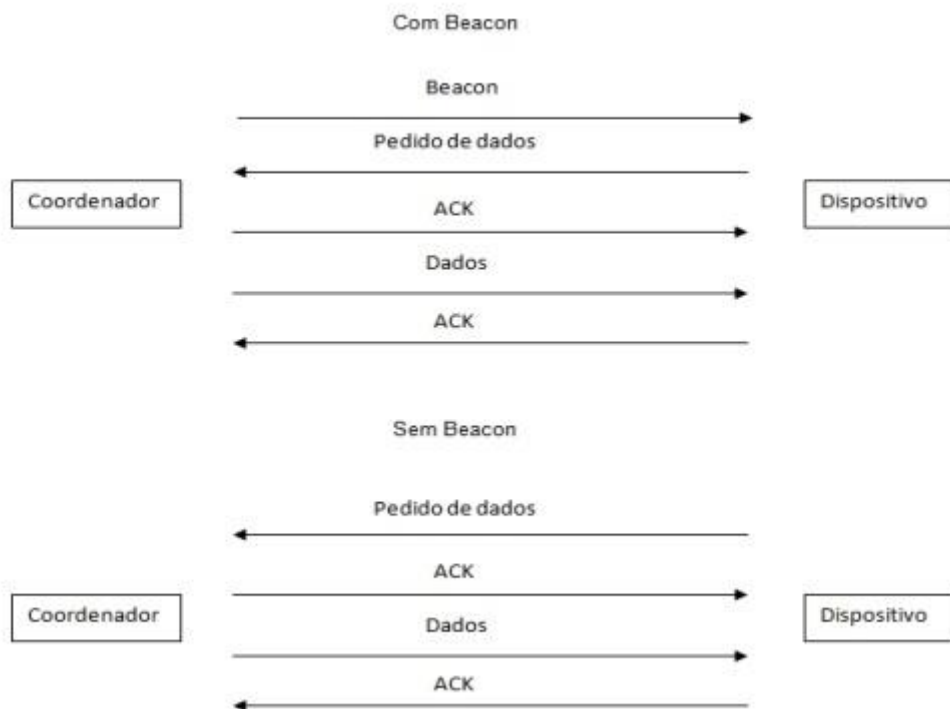 Com Beacon
Beacon
Pedido de dados
Coordenador
Dispositivo
ACK
Dados
ACK
Sem Beacon
Pedido de dados
ACK
Coordenador
Dispositivo
Dados
ACK